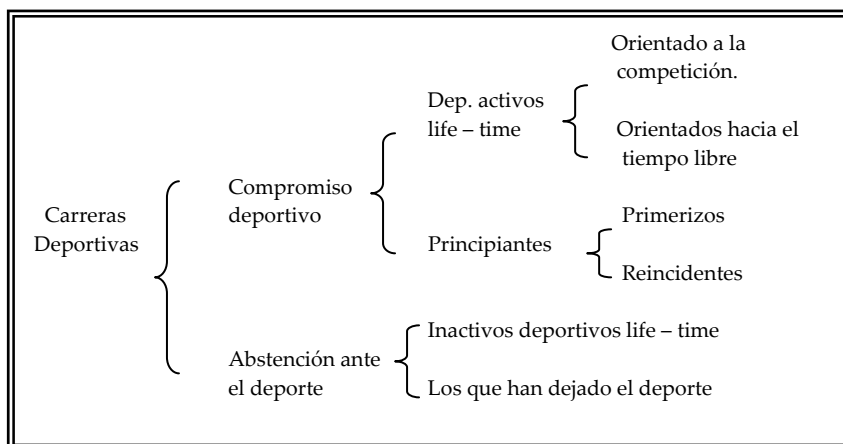 Orientado a la
competición.
Dep. activos
life – time
Orientados hacia el
tiempo libre
Compromiso
deportivo
Carreras
Deportivas
Primerizos
Principiantes
Reincidentes
Inactivos deportivos life – time
Abstención ante
el deporte
Los que han dejado el deporte